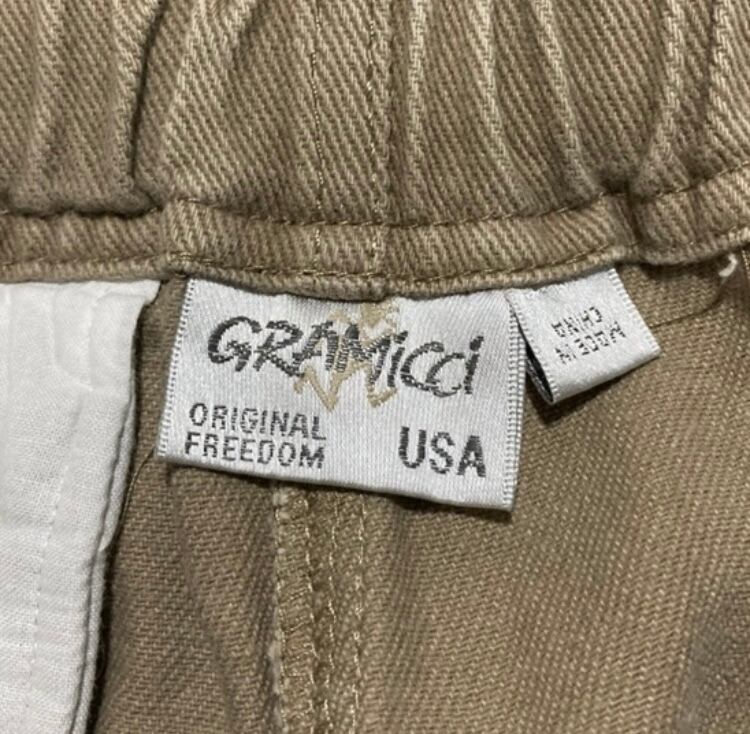 GRAMicci
ORIGINAL
FREEDOM
USA
MADE IN
CHINA